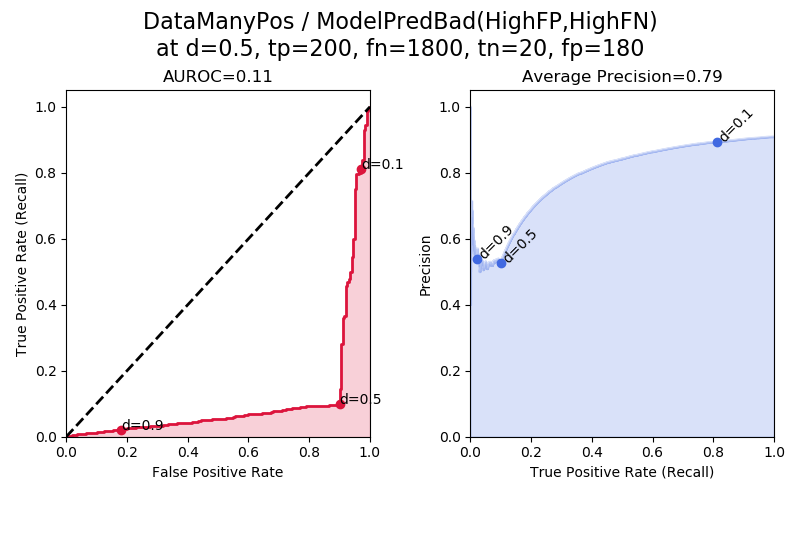 DataManyPos / ModelPredBad(HighFP,HighFN)
at d=0.5, tp=200, fn=1800, tn=20, fp=180
AUROC=0.11
True Positive Rate (Recall)
1.0
0.8
0.6
0.4
0.2
0.0
d=0.1
d=0.5
d=0.9
0.0 0.2 0.4 0.6 0.8 1.0
False Positive Rate
Average Precision=0.79
Precision
1.0
0.8
0.6
0.4
0.2
0.0
d=0.9
d=0.5
d=0.1
0.0 0.2 0.4 0.6 0.8 1.0
True Positive Rate (Recall)